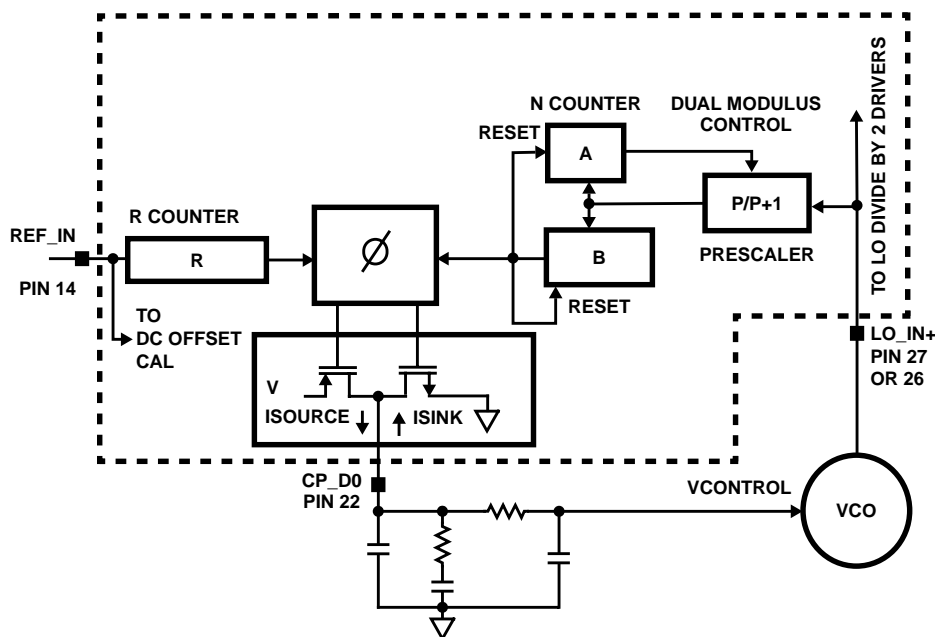 TO LO DIVIDE BY 2 DRIVERS
N COUNTER
DUAL MODULUS
CONTROL
RESET
A
P/P+1
PRESCALER
R COUNTER
REF_IN
R
PIN 14
Ø
B
RESET
TO
DC OFFSET
CAL
LO_IN+
PIN 27
OR 26
V
ISOURCE
ISINK
CP_D0
PIN 22
VCONTROL
VCO